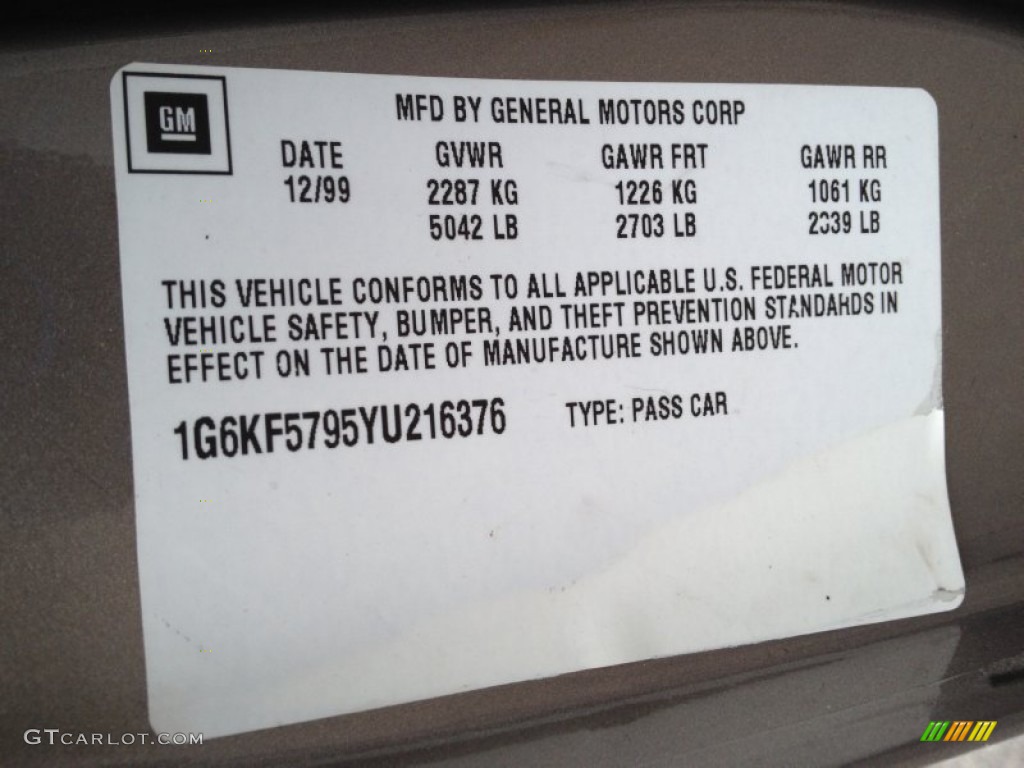 GM
MFD BY GENERAL MOTORS CORP
DATE GVWR GAWR FRT GAWR RR
12/99 2287 KG 1226 KG 1061 KG
5042 LB 2703 LB 2339 LB
THIS VEHICLE CONFORMS TO ALL APPLICABLE U.S. FEDERAL MOTOR
VEHICLE SAFETY, BUMPER, AND THEFT PREVENTION STANDARDS IN
EFFECT ON THE DATE OF MANUFACTURE SHOWN ABOVE.
1G6KF5795YU216376 TYPE: PASS CAR
GTCARLOT.COM